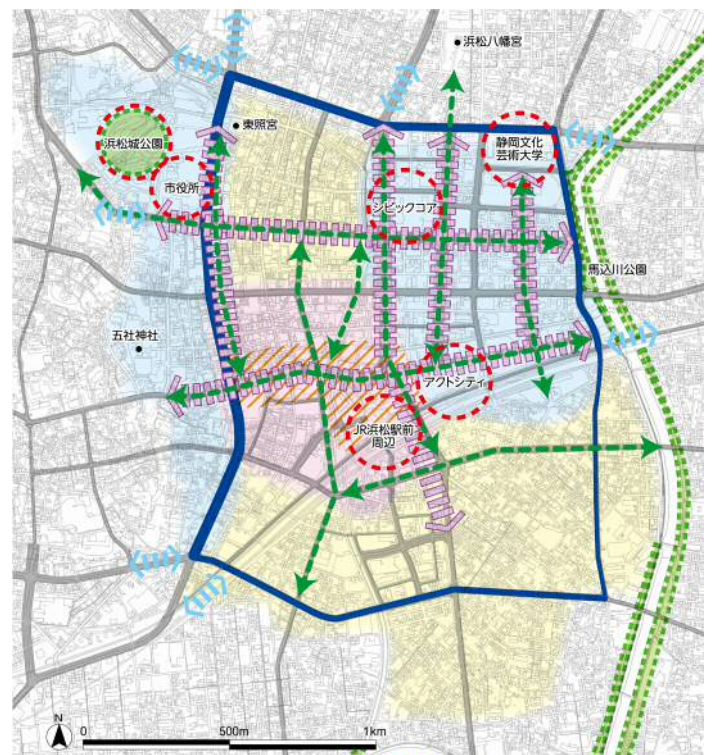 浜松八幡宮
東照宮
浜松城公園
静岡文化
芸術大学
市役所
シビックコア
馬込川公園
五社神社
アクトシティ
JR浜松駅前
周辺
N
0
500m
1km